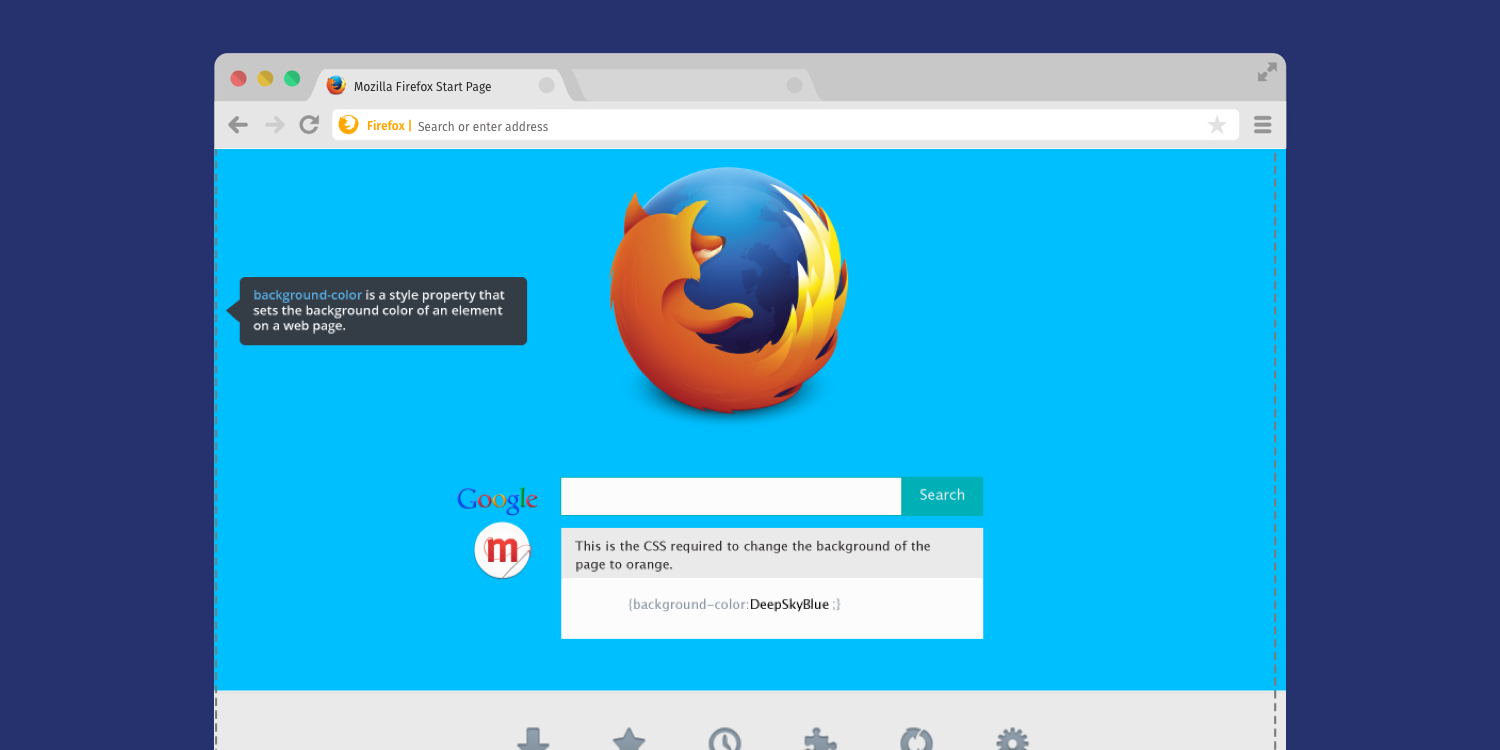 Mozilla Firefox Start Page
Firefox | Search or enter address
background-color is a style property that
sets the background color of an element
on a web page.
Google
Search
m
This is the CSS required to change the background of the
page to orange.
{background-color:DeepSkyBlue ;}